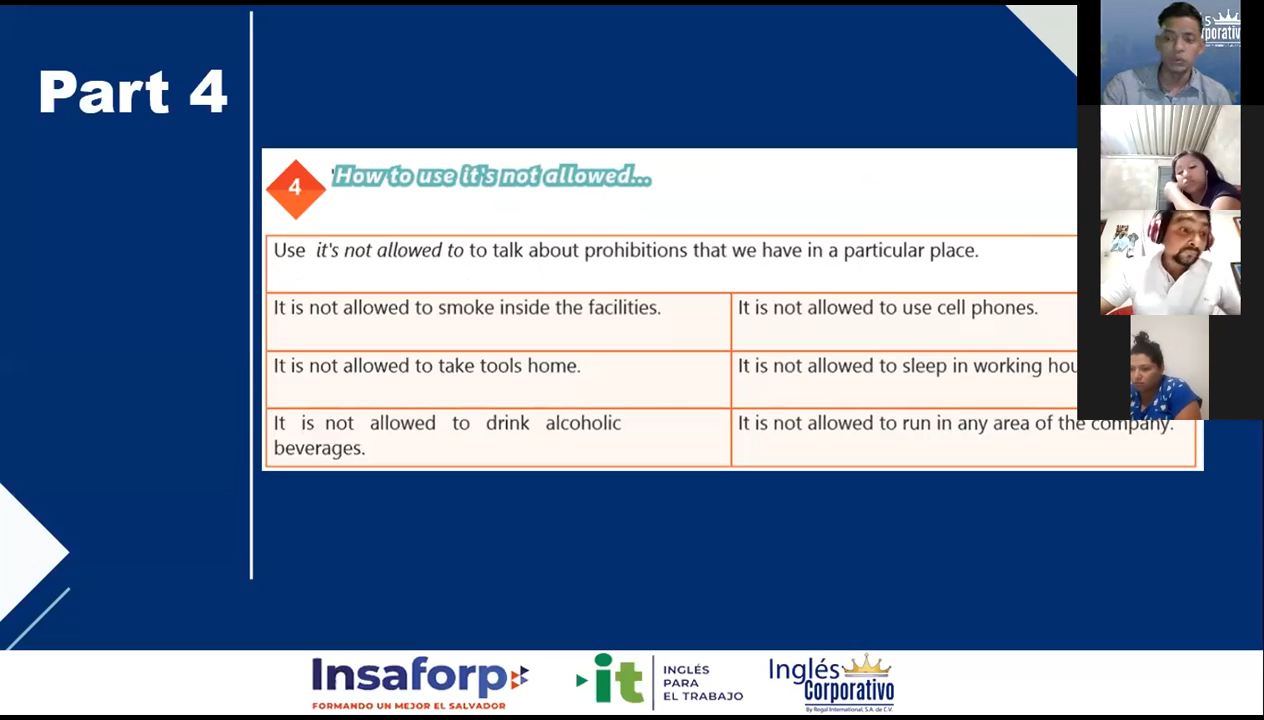 Part 4
4
How to use it's not allowed...
Use it's not allowed to to talk about prohibitions that we have in a particular place.
It is not allowed to smoke inside the facilities.
It is not allowed to use cell phones.
It is not allowed to take tools home.
It is not allowed to sleep in working
It is not allowed to drink alcoholic
beverages.
It is not allowed to run in any area of the company.
Insaforp
FORMANDO UN MEJOR EL SALVADOR
it
INGLÉS
PARA
EL TRABAJO
Inglés
Corporativo
By Regal International, S.A. de C.V.